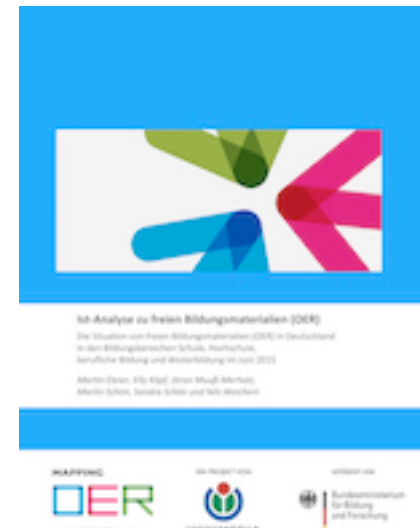 Ist-Analyse zu freien Bildungsmaterialien (OER)
Die Situation von freien Bildungsmaterialien (OER) in Deutschland
in den Bildungsbereichen Schule, Hochschule,
berufliche Bildung und Weiterbildung im Juni 2015
Martin Ebner, Elly Köpf, Jöran Muuß-Merholz,
Martin Schön, Sandra Schön und Nils Weichert
MAPPING
OER
EIN PROJEKT VON
WIKIMEDIA
GEFÖRDERT VOM
Bundesministerium
für Bildung
und Forschung